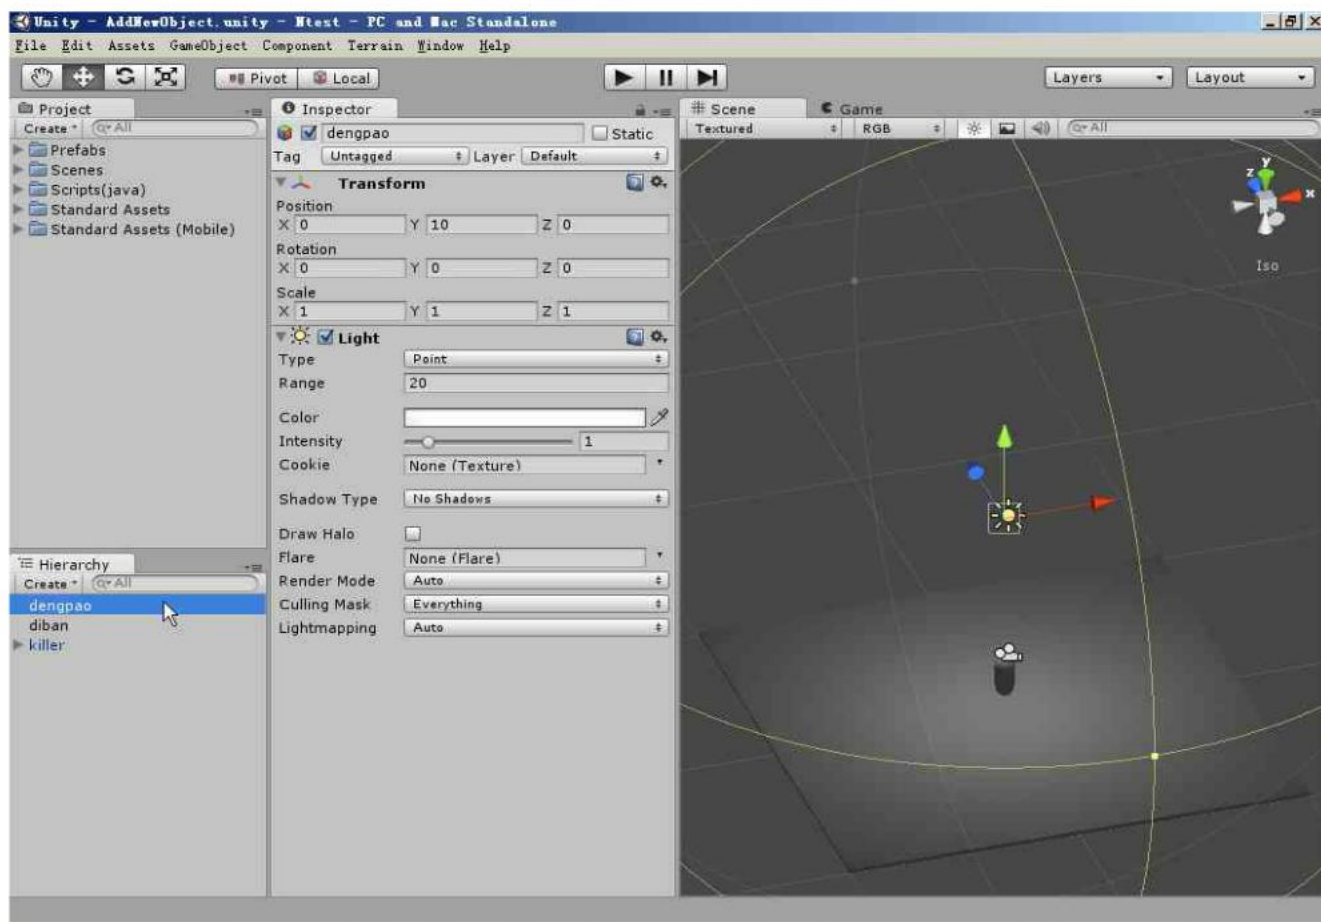 Unity - AddNewObject.unity - Ntest - PC and Mac Standalone
File Edit Assets GameObject Component Terrain Window Help
Pivot Local Layers Layout
Project
Create All
Prefabs
Scenes
Scripts(java)
Standard Assets
Standard Assets (Mobile)
Hierarchy
Create All
dengpao
diban
killer
Inspector
dengpao Static
Tag Untagged Layer Default
Transform
Position
X 0 Y 10 Z 0
Rotation
X 0 Y 0 Z 0
Scale
X 1 Y 1 Z 1
Light
Type Point
Range 20
Color
Intensity 1
Cookie None (Texture)
Shadow Type No Shadows
Draw Halo
Flare None (Flare)
Render Mode Auto
Culling Mask Everything
Lightmapping Auto
Scene Game
Textured RGB All
y
z
x
Iso